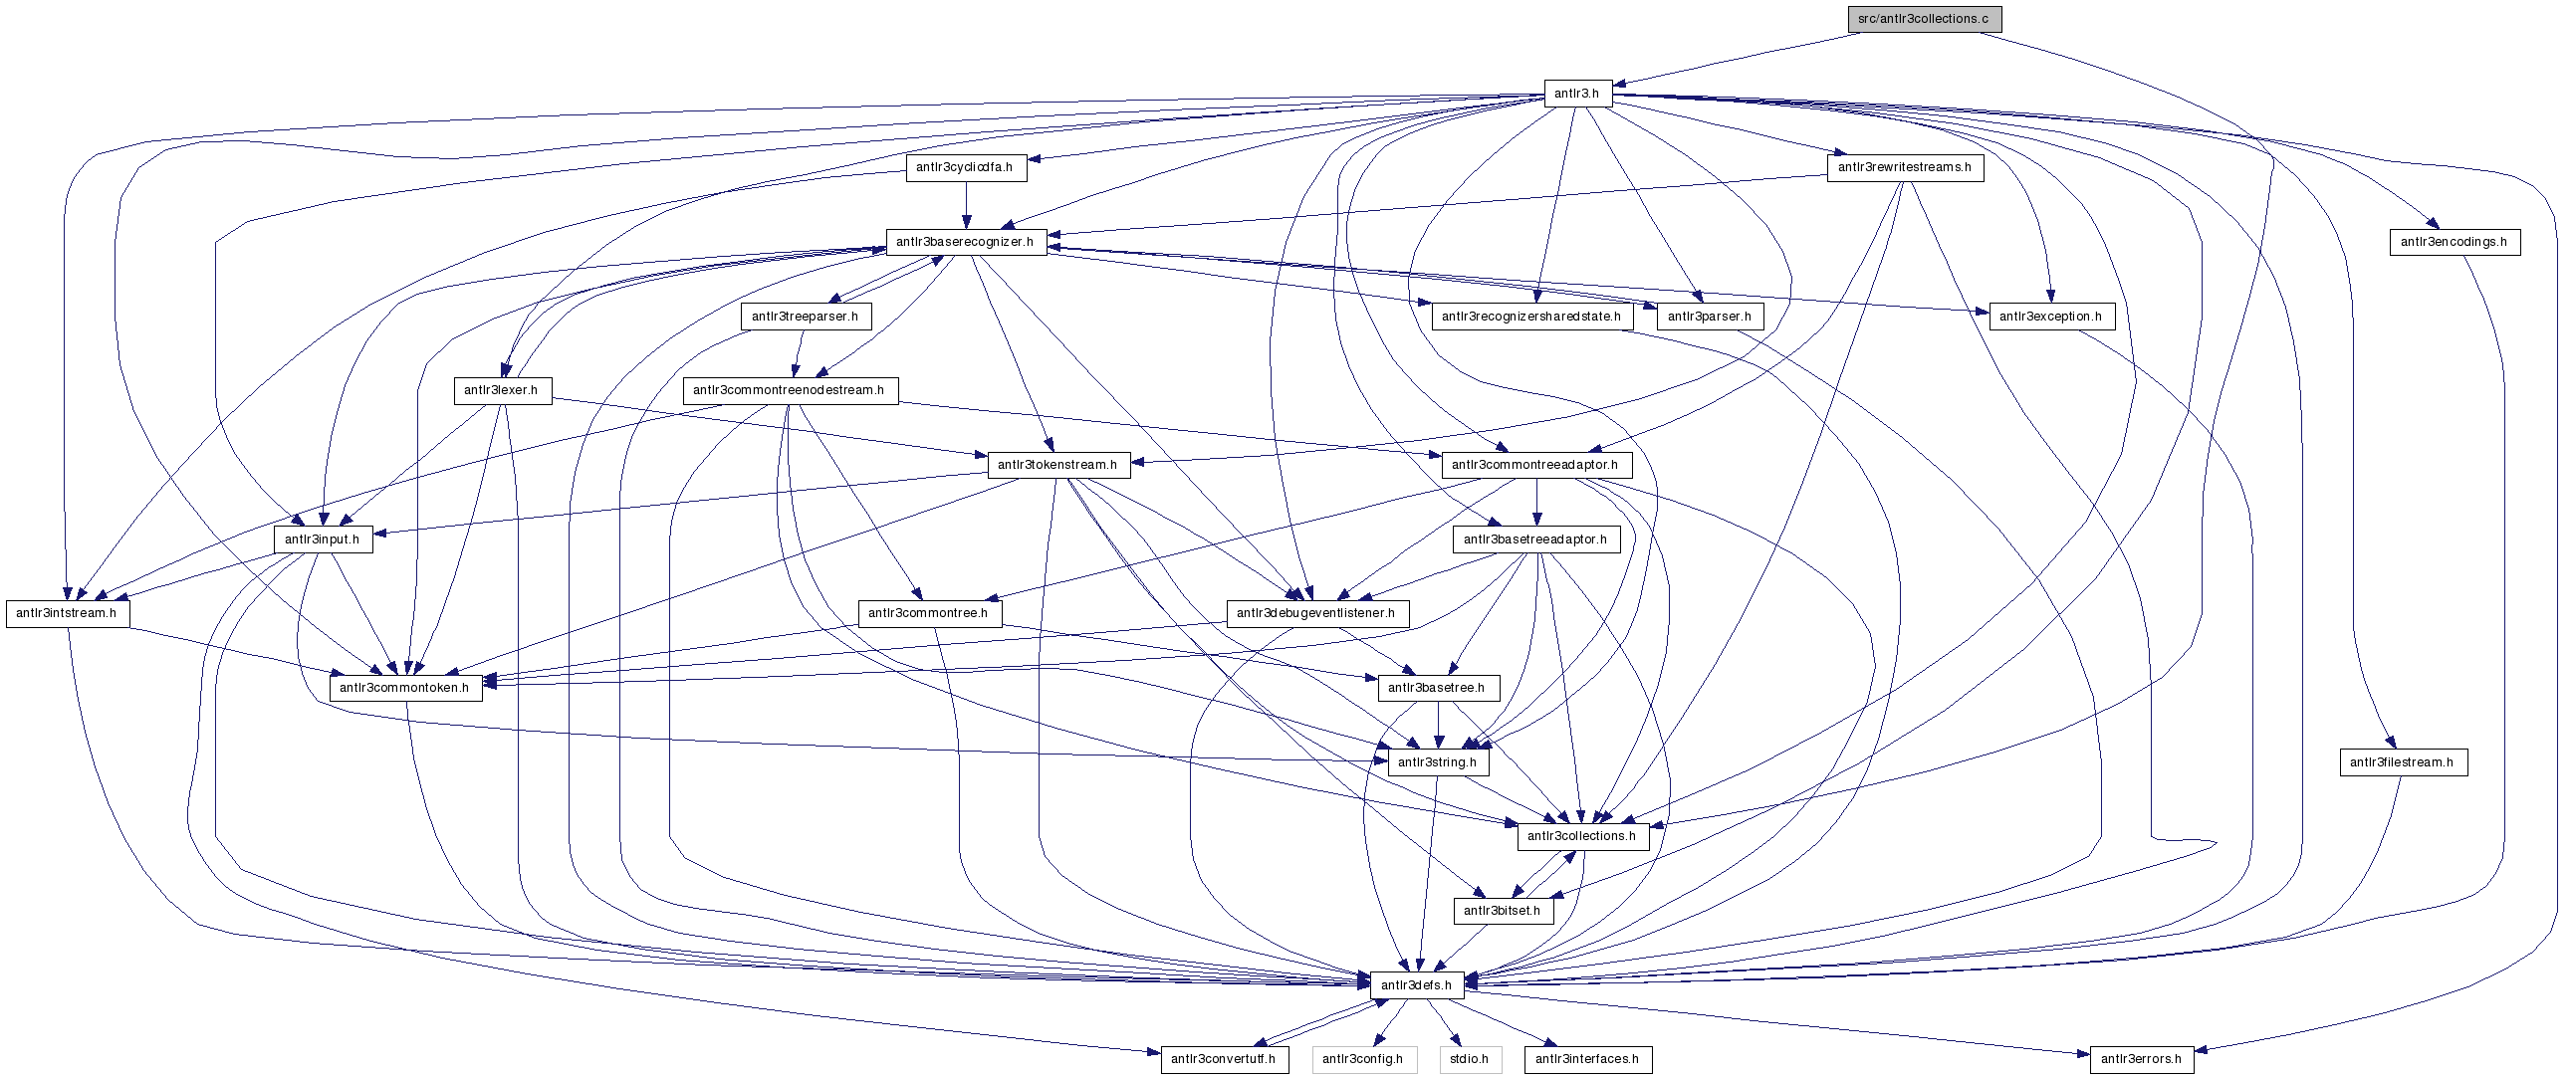 src/antlr3collections.c
antlr3.h
antlr3cyclicdfa.h
antlr3rewritestreams.h
antlr3baserecognizer.h
antlr3encodings.h
antlr3treeparser.h
antlr3recognizersharedstate.h
antlr3parser.h
antlr3exception.h
antlr3lexer.h
antlr3commontreenodestream.h
antlr3tokenstream.h
antlr3commontreeadaptor.h
antlr3input.h
antlr3basetreeadaptor.h
antlr3intstream.h
antlr3commontree.h
antlr3debugeventlistener.h
antlr3commontoken.h
antlr3basetree.h
antlr3string.h
antlr3filestream.h
antlr3collections.h
antlr3bitset.h
antlr3defs.h
antlr3convertutf.h
antlr3config.h
stdio.h
antlr3interfaces.h
antlr3errors.h